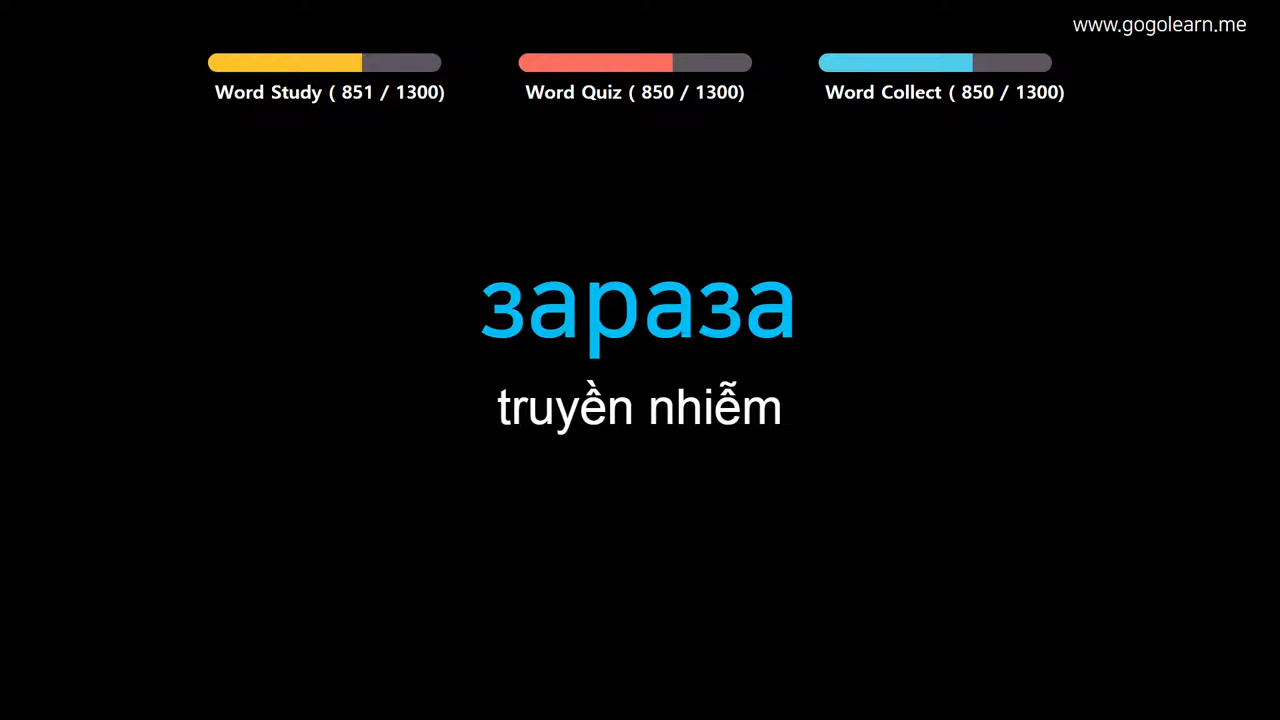 www.gogolearn.me
Word Study ( 851 / 1300)
Word Quiz ( 850 / 1300)
Word Collect ( 850 / 1300)
зараза
truyền nhiễm